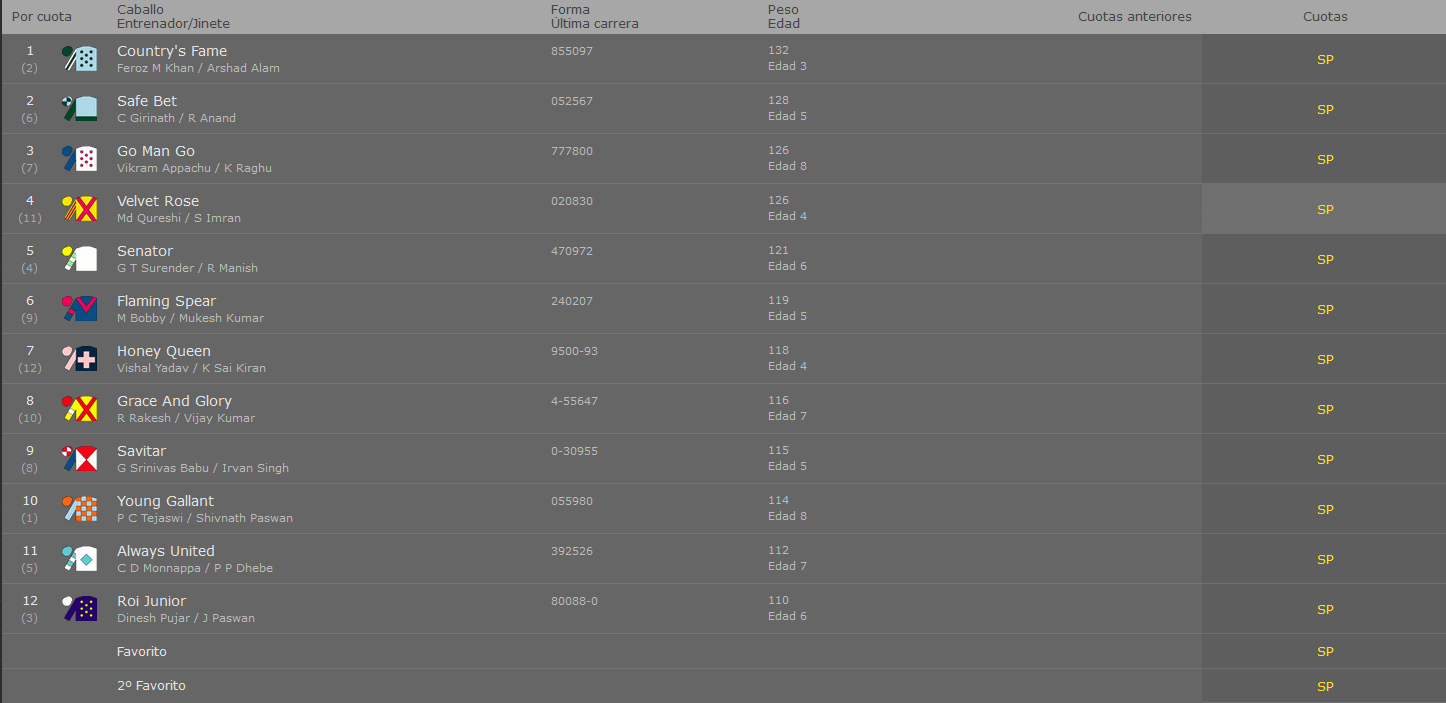 Por cuota
Caballo
Entrenador/Jinete
Forma
Última carrera
Peso
Edad
Cuotas anteriores
Cuotas
1
(2)
Country's Fame
Feroz M Khan / Arshad Alam
855097
132
Edad 3
SP
2
(6)
Safe Bet
C Girinath / R Anand
052567
128
Edad 5
SP
3
(7)
Go Man Go
Vikram Appachu / K Raghu
777800
126
Edad 8
SP
4
(11)
Velvet Rose
Md Qureshi / S Imran
020830
126
Edad 4
SP
5
(4)
Senator
G T Surender / R Manish
470972
121
Edad 6
SP
6
(9)
Flaming Spear
M Bobby / Mukesh Kumar
240207
119
Edad 5
SP
7
(12)
Honey Queen
Vishal Yadav / K Sai Kiran
9500-93
118
Edad 4
SP
8
(10)
Grace And Glory
R Rakesh / Vijay Kumar
4-55647
116
Edad 7
SP
9
(8)
Savitar
G Srinivas Babu / Irvan Singh
0-30955
115
Edad 5
SP
10
(1)
Young Gallant
P C Tejaswi / Shivnath Paswan
055980
114
Edad 8
SP
11
(5)
Always United
C D Monnappa / P P Dhebe
392526
112
Edad 7
SP
12
(3)
Roi Junior
Dinesh Pujar / J Paswan
80088-0
110
Edad 6
SP
Favorito
SP
2º Favorito
SP